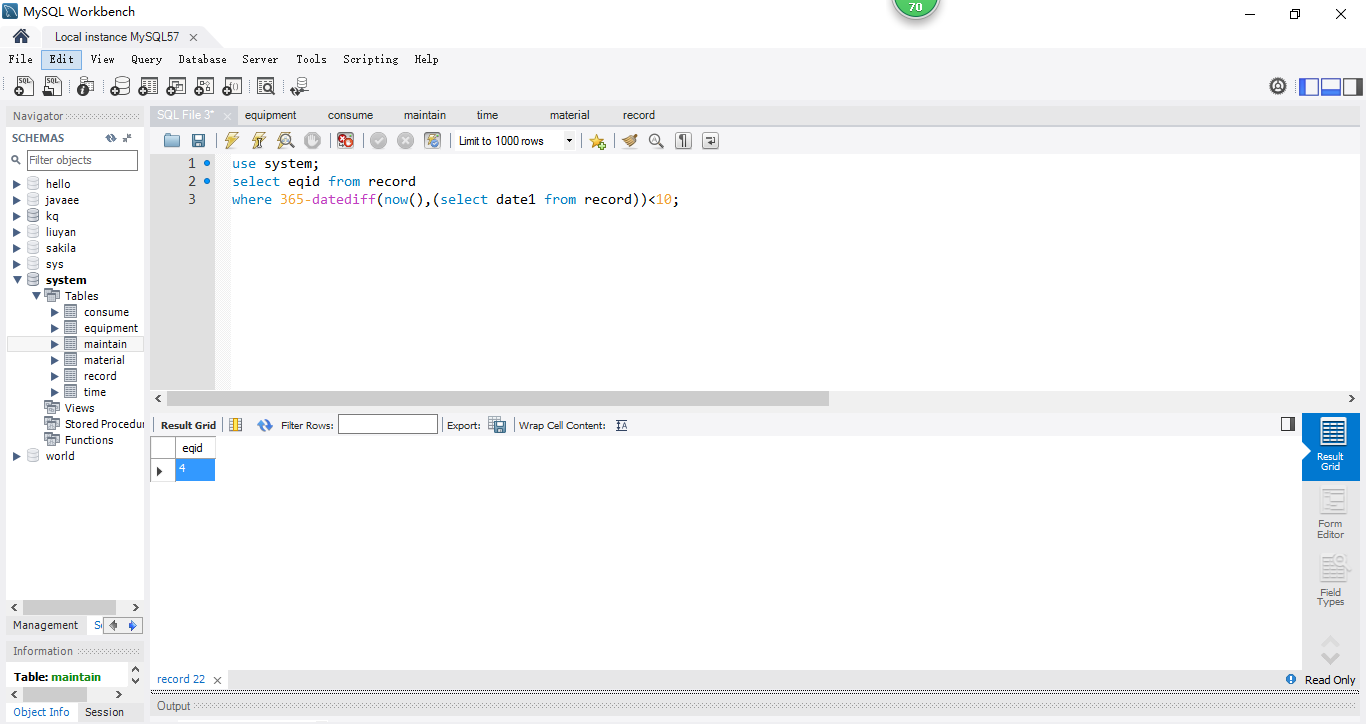 70
MySQL Workbench
Local instance MySQL57
File Edit View Query Database Server Tools Scripting Help
Navigator
SCHEMAS
Filter objects
hello
javaee
kq
liuyan
sakila
sys
system
Tables
consume
equipment
maintain
material
record
time
Views
Stored Procedur
Functions
world
Management
Information
Table: maintain
Object Info Session
SQL File 3* equipment consume maintain time material record
Limit to 1000 rows
1 use system;
2 select eqid from record
3 where 365-datediff(now(),(select date1 from record))<10;
Result Grid Filter Rows: Export: Wrap Cell Content:
eqid
4
Result
Grid
Form
Editor
Field
Types
record 22
Read Only
Output